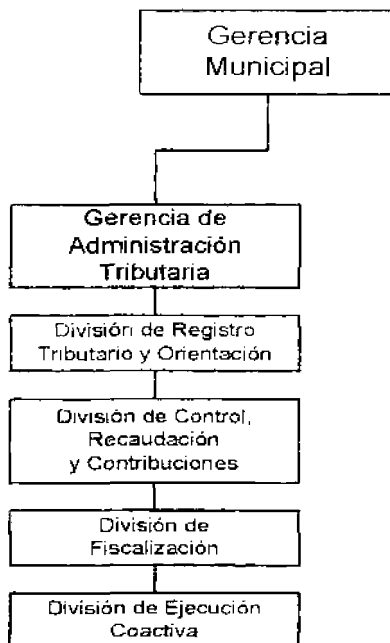 Gerencia
Municipal
Gerencia de
Administración
Tributaria
División de Registro
Tributario y Orientación
División de Control,
Recaudación
y Contribuciones
División de
Fiscalización
División de Ejecución
Coactiva